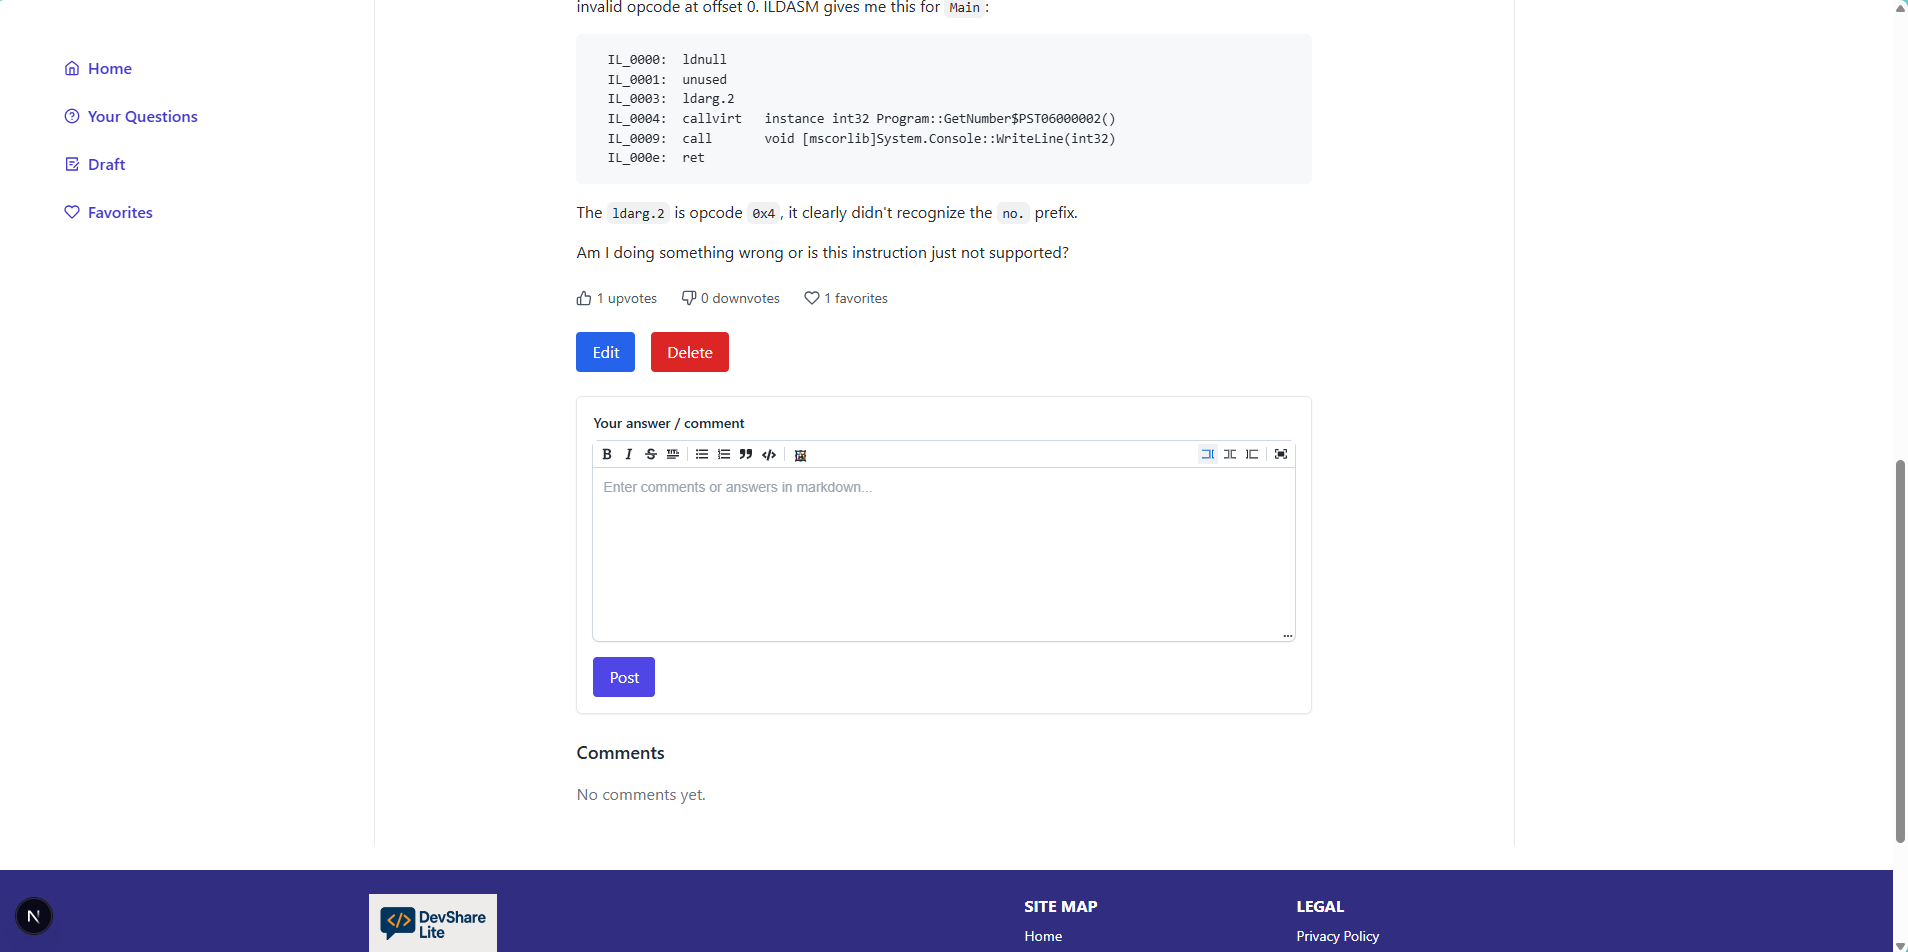 invalid opcode at offset 0. ILDASM gives me this for Main:
Home
Your Questions
Draft
Favorites
IL_0000: ldnull
IL_0001: unused
IL_0003: ldarg.2
IL_0004: callvirt instance int32 Program::GetNumber$PST06000002()
IL_0009: call void [mscorlib]System.Console::WriteLine(int32)
IL_000e: ret
The ldarg.2 is opcode 0x4, it clearly didn't recognize the no. prefix.
Am I doing something wrong or is this instruction just not supported?
1 upvotes 0 downvotes 1 favorites
Edit Delete
Your answer / comment
Enter comments or answers in markdown...
Post
Comments
No comments yet.
N
DevShare
Lite
SITE MAP
Home
LEGAL
Privacy Policy